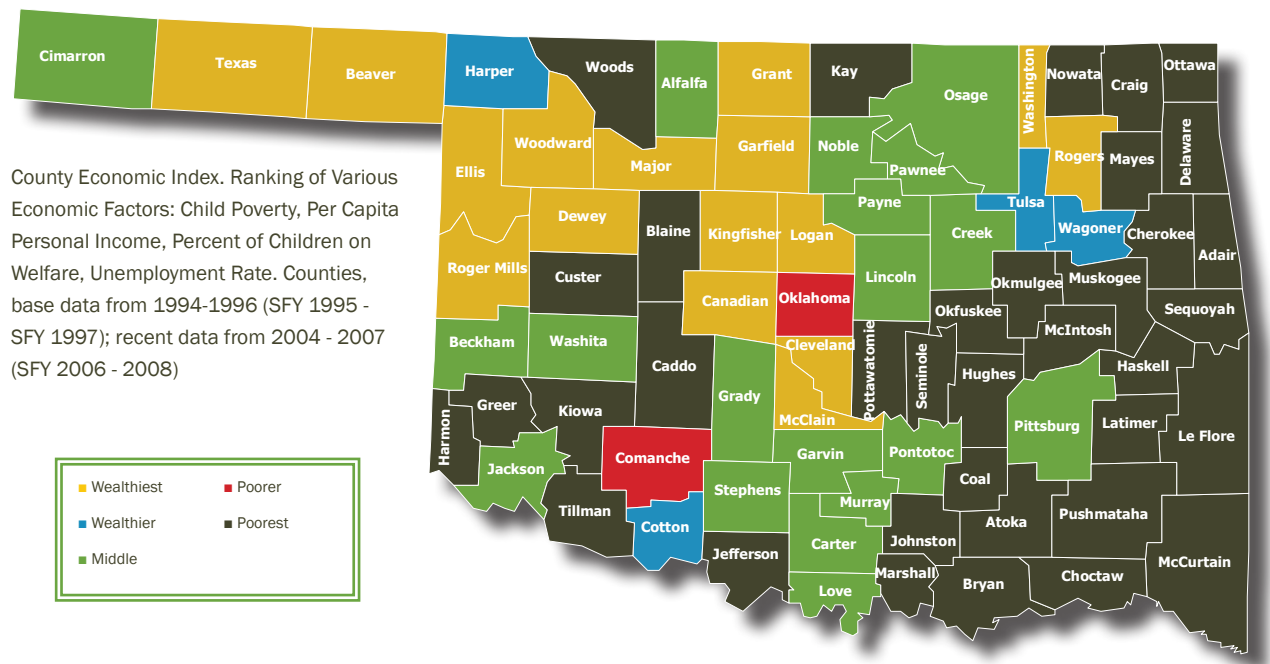 Cimarron
Texas
Beaver
Harper
Woods
Alfalfa
Grant
Kay
Osage
Washington
Nowata
Craig
Ottawa
Ellis
Woodward
Major
Garfield
Noble
Pawnee
Rogers
Mayes
Delaware
County Economic Index. Ranking of Various
Economic Factors: Child Poverty, Per Capita
Personal Income, Percent of Children on
Welfare, Unemployment Rate. Counties,
base data from 1994-1996 (SFY 1995 -
SFY 1997); recent data from 2004 - 2007
(SFY 2006 - 2008)
Dewey
Blaine
Kingfisher
Logan
Payne
Creek
Tulsa
Wagoner
Cherokee
Adair
Roger Mills
Custer
Canadian
Oklahoma
Lincoln
Okmulgee
Muskogee
Okfuskee
McIntosh
Sequoyah
Beckham
Washita
Caddo
Cleveland
Pottawatomie
Seminole
Hughes
Haskell
Harmon
Greer
Kiowa
Grady
McClain
Pittsburg
Latimer
Le Flore
Jackson
Comanche
Garvin
Pontotoc
Coal
Tillman
Cotton
Stephens
Murray
Johnston
Atoka
Pushmataha
Jefferson
Carter
Love
Marshall
Bryan
Choctaw
McCurtain
Wealthiest
Poorer
Wealthier
Poorest
Middle